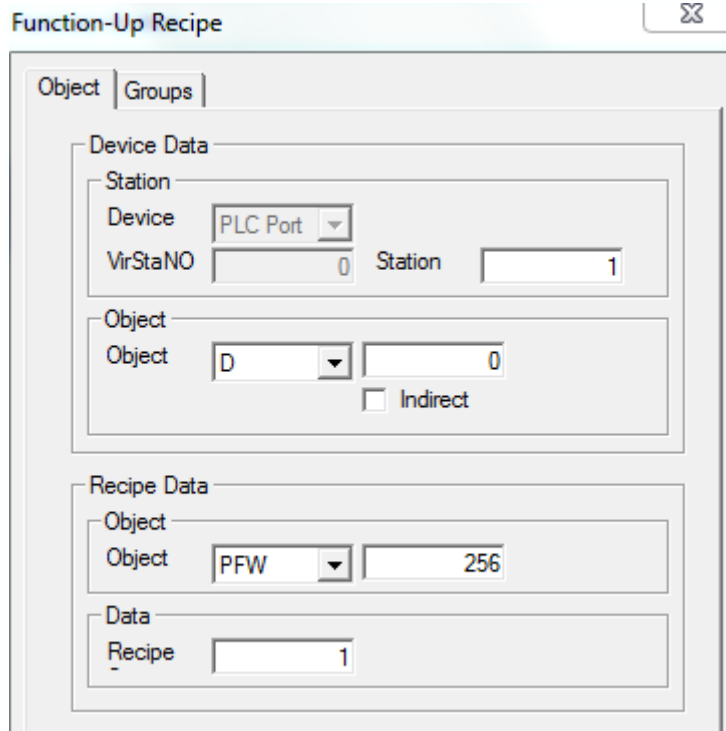 Function-Up Recipe
Object Groups
Device Data
Station
Device PLC Port
VirStaNO 0 Station 1
Object
Object D 0
Indirect
Recipe Data
Object
Object PFW 256
Data
Recipe 1